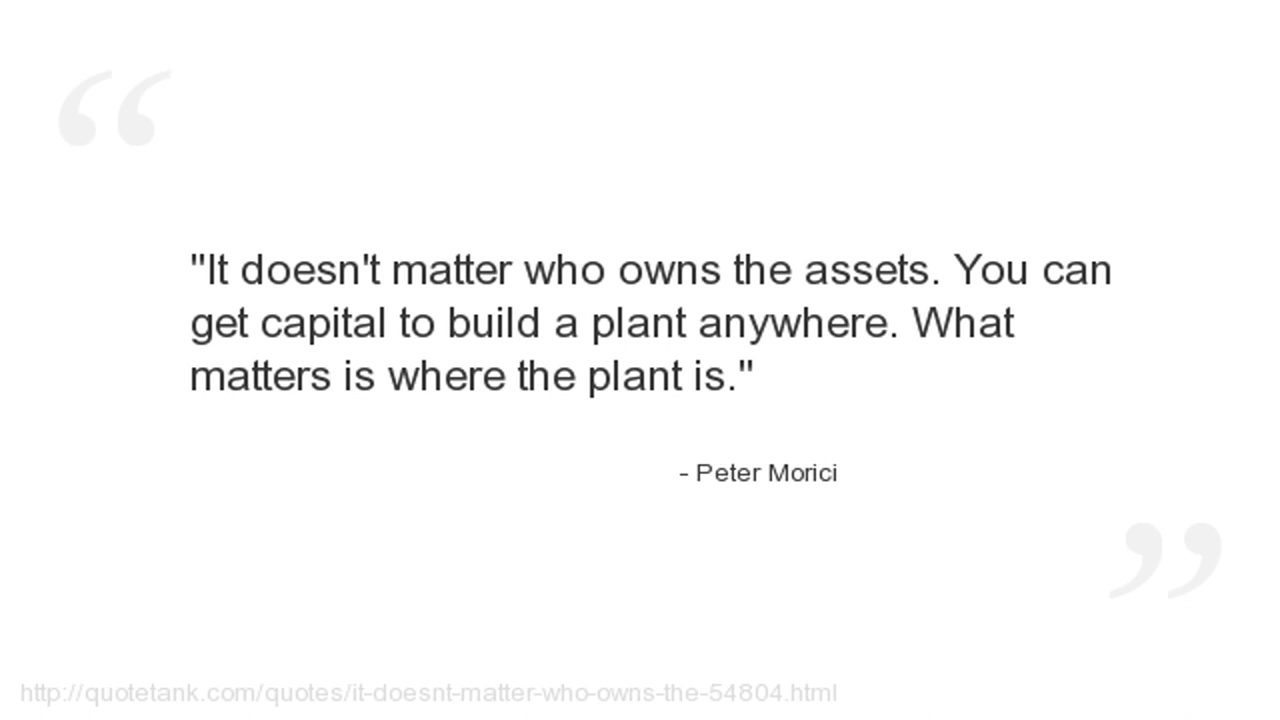 "It doesn't matter who owns the assets. You can
get capital to build a plant anywhere. What
matters is where the plant is."
- Peter Morici
http://quotetank.com/quotes/it-doesnt-matter-who-owns-the-54804.html